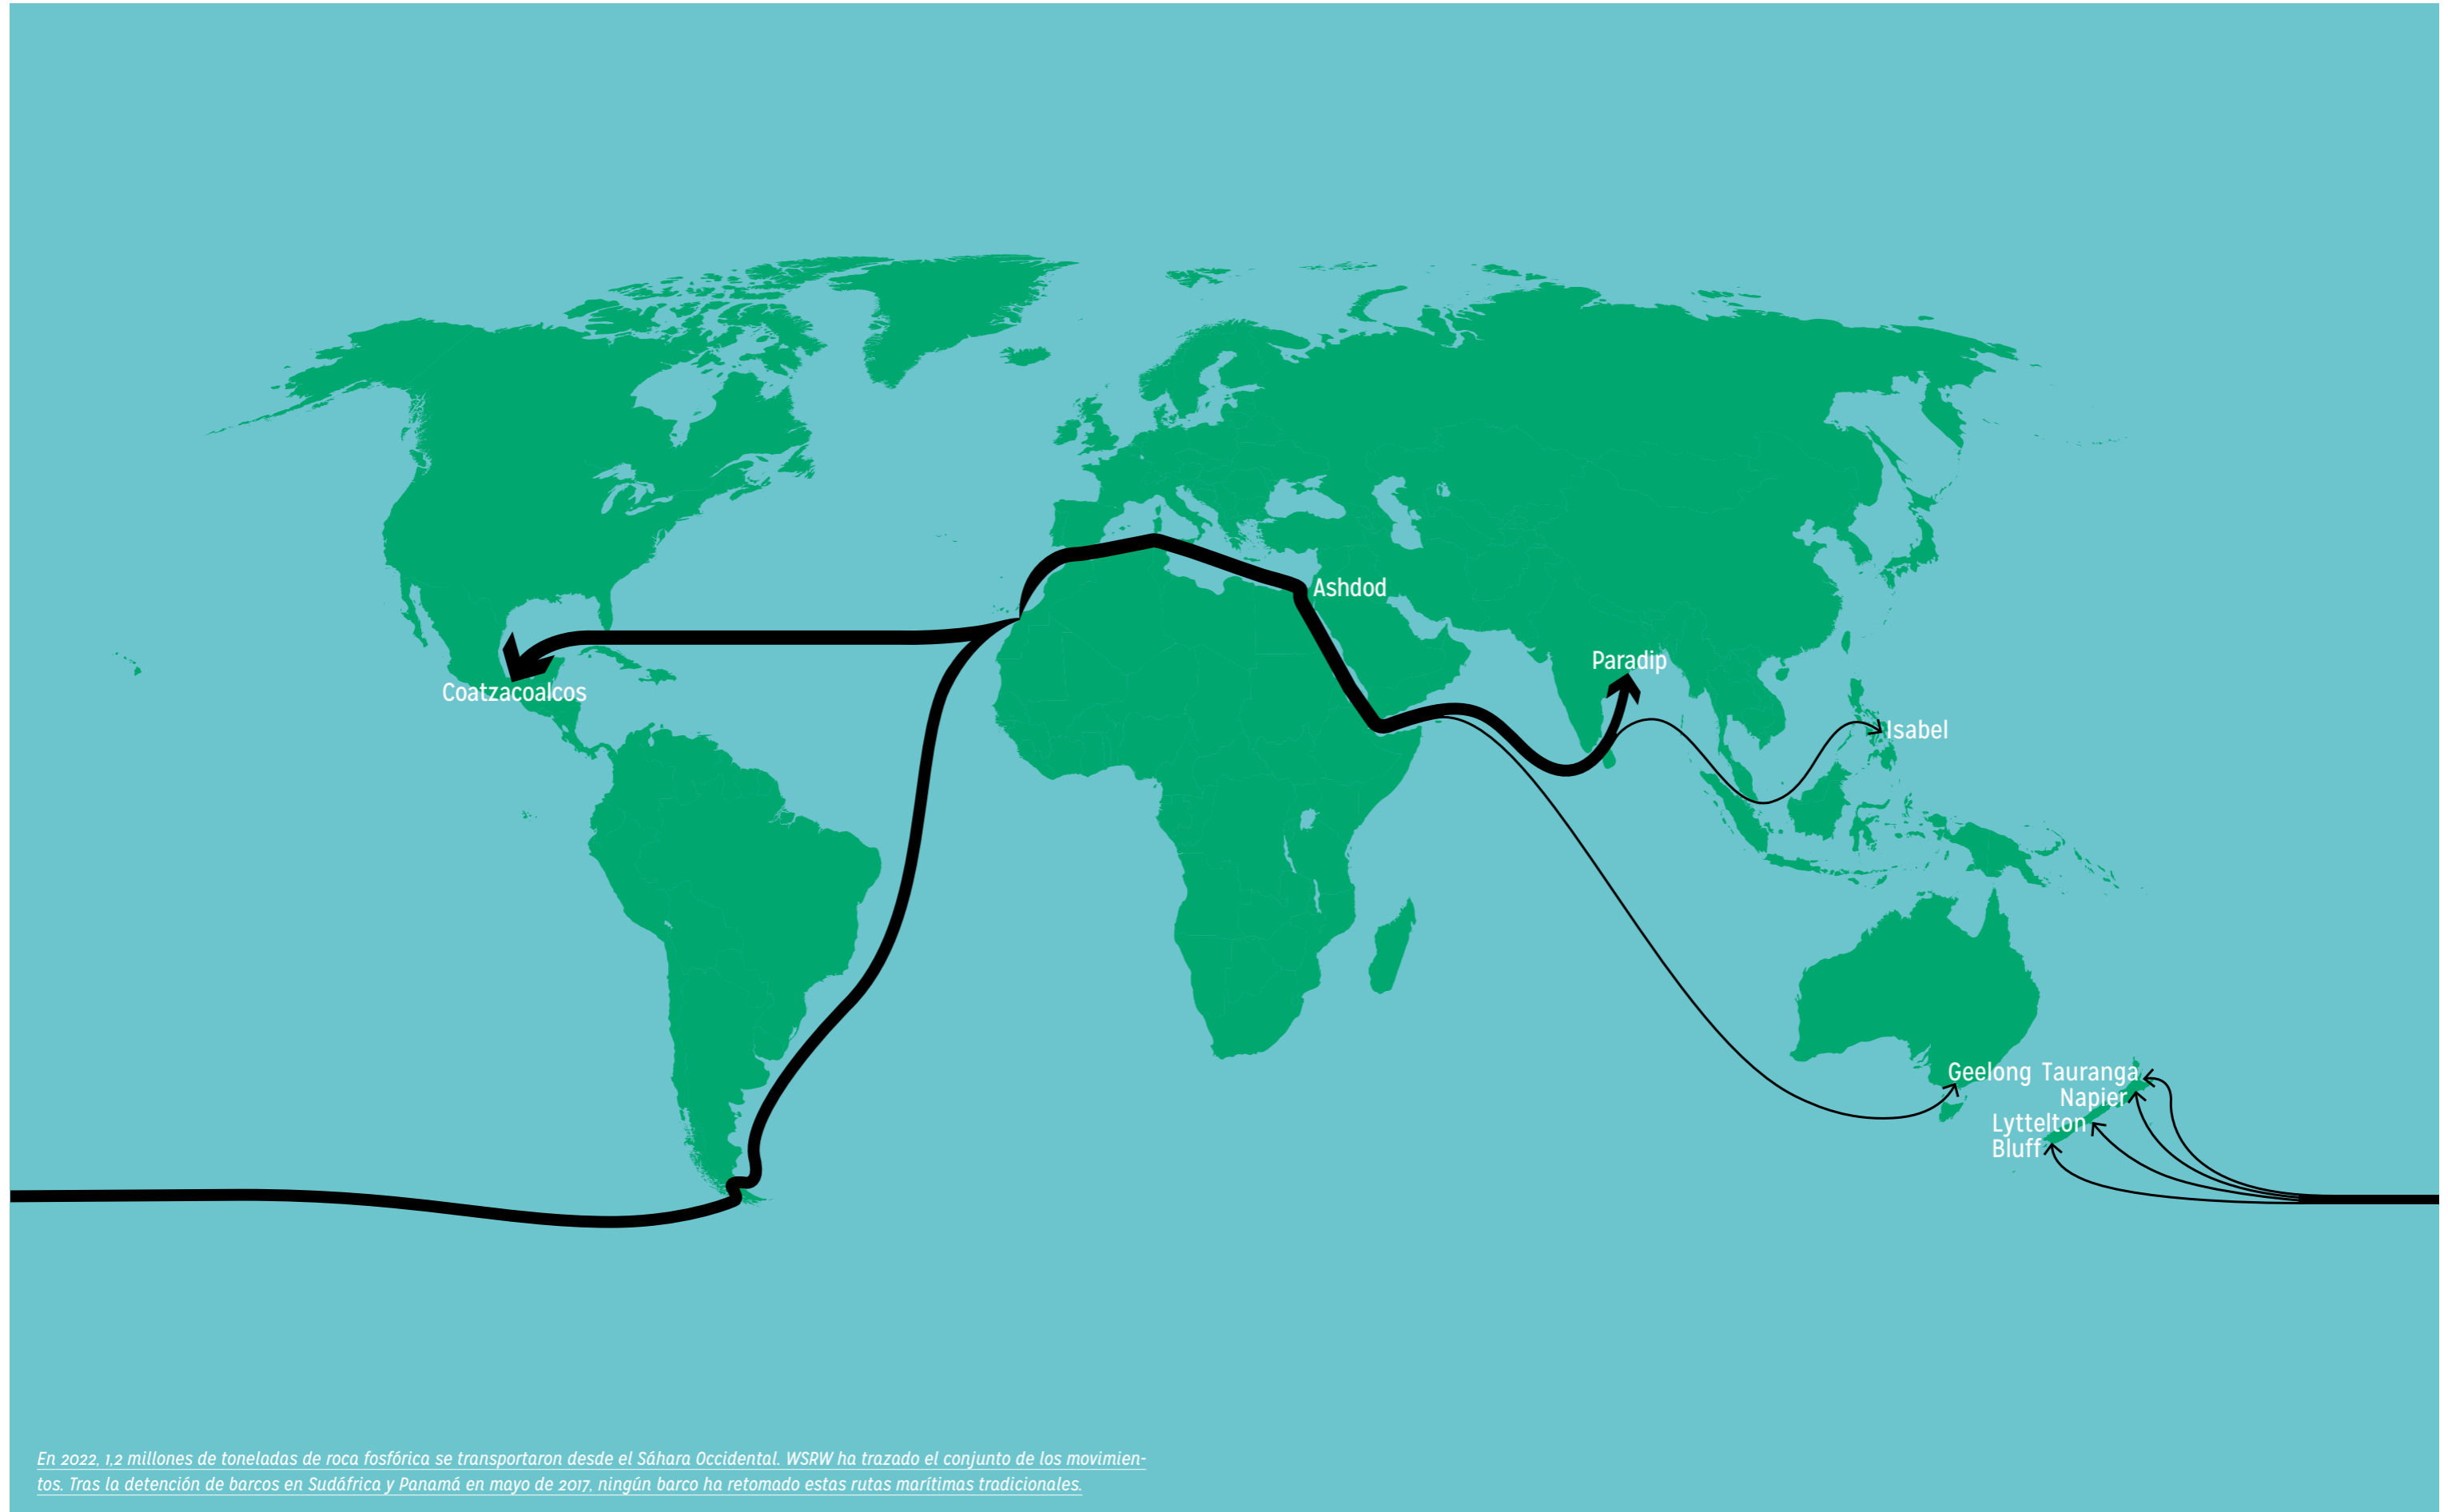 Ashdod
Paradip
Coatzacoalcos
Isabel
Geelong Tauranga
Napier
Lyttelton
Bluff
En 2022, 1,2 millones de toneladas de roca fosfórica se transportaron desde el Sáhara Occidental. WSRW ha trazado el conjunto de los movimien-
tos. Tras la detención de barcos en Sudáfrica y Panamá en mayo de 2017, ningún barco ha retomado estas rutas marítimas tradicionales.